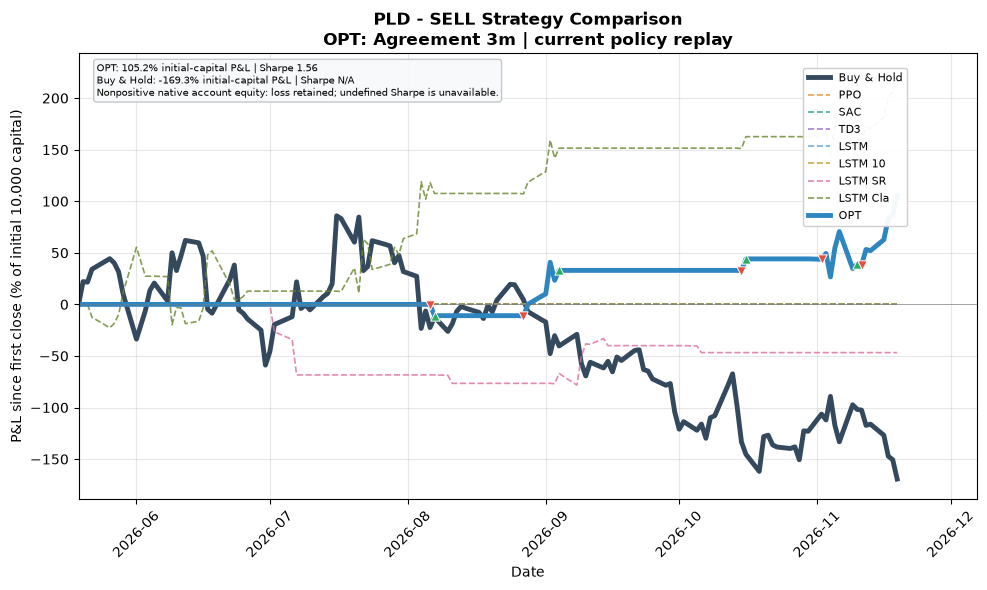 PLD - SELL Strategy Comparison
OPT: Agreement 3m | current policy replay
OPT: 105.2% initial-capital P&L | Sharpe 1.56
Buy & Hold: -169.3% initial-capital P&L | Sharpe N/A
Nonpositive native account equity: loss retained; undefined Sharpe is unavailable.
Buy & Hold
PPO
SAC
TD3
LSTM
LSTM 10
LSTM SR
LSTM Cla
OPT
P&L since first close (% of initial 10,000 capital)
200
150
100
50
0
−50
−100
−150
2026-06
2026-07
2026-08
2026-09
2026-10
2026-11
2026-12
Date